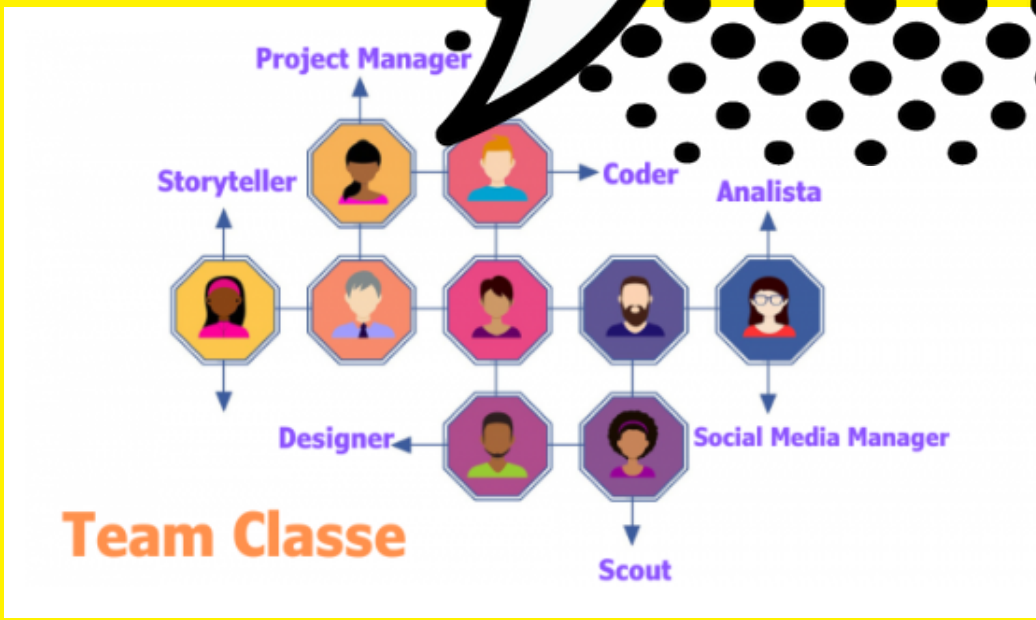 Project Manager
Storyteller
Coder
Analista
Designer
Social Media Manager
Team Classe
Scout